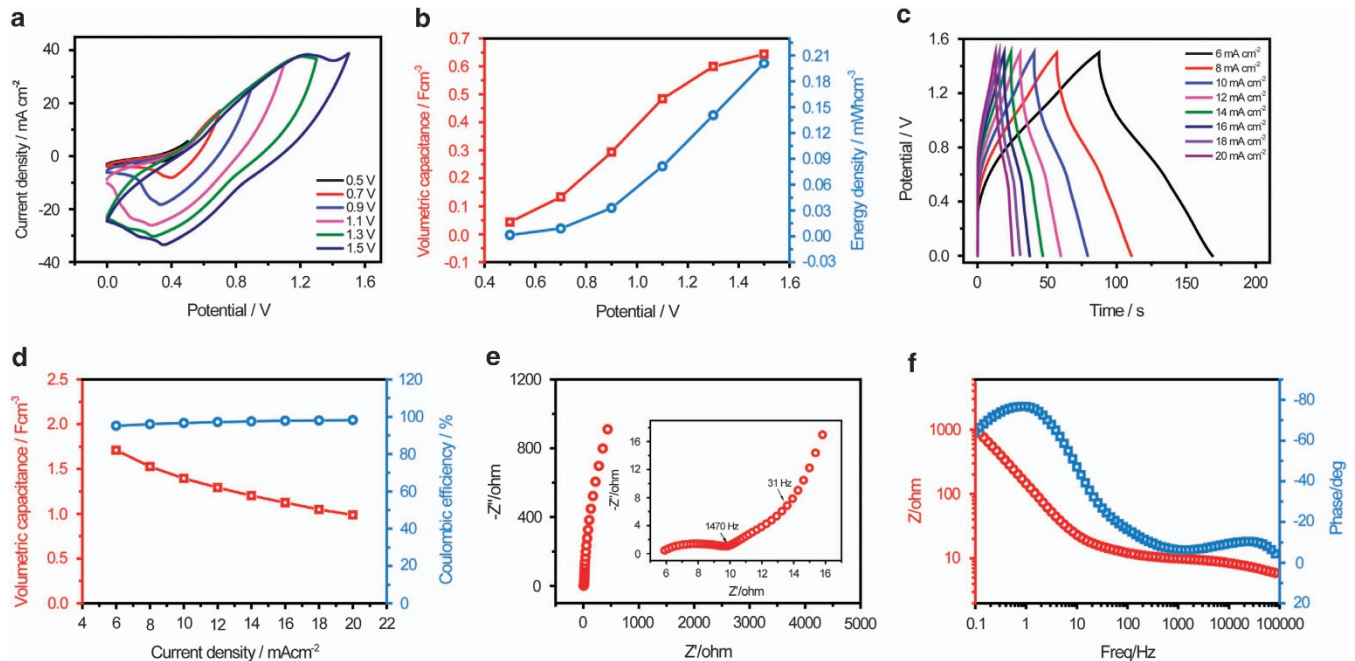 a
Current density / mA cm⁻²
40
20
0
-20
-40
0.0 0.4 0.8 1.2 1.6
Potential / V
0.5 V
0.7 V
0.9 V
1.1 V
1.3 V
1.5 V
b
Volumetric capacitance / Fcm⁻³
0.7
0.6
0.5
0.4
0.3
0.2
0.1
0.0
-0.1
0.4 0.6 0.8 1.0 1.2 1.4 1.6
Potential / V
0.21
0.18
0.15
0.12
0.09
0.06
0.03
0.00
-0.03
Energy density / mWhcm⁻³
c
Potential / V
1.6
1.2
0.8
0.4
0.0
0 50 100 150 200
Time / s
6 mA cm⁻²
8 mA cm⁻²
10 mA cm⁻²
12 mA cm⁻²
14 mA cm⁻²
16 mA cm⁻²
18 mA cm⁻²
20 mA cm⁻²
d
Volumetric capacitance / Fcm⁻³
2.5
2.0
1.5
1.0
0.5
0.0
4 6 8 10 12 14 16 18 20 22
Current density / mAcm⁻²
120
100
80
60
40
20
0
Coulombic efficiency / %
e
-Z"/ohm
1200
800
400
0
0 1000 2000 3000 4000 5000
Z'/ohm
-Z"/ohm
16
12
8
4
0
6 8 10 12 14 16
Z'/ohm
1470 Hz
31 Hz
f
Z/ohm
1000
100
10
0.1 1 10 100 1000 10000 100000
Freq/Hz
-80
-60
-40
-20
-10
0
20
Phase/deg